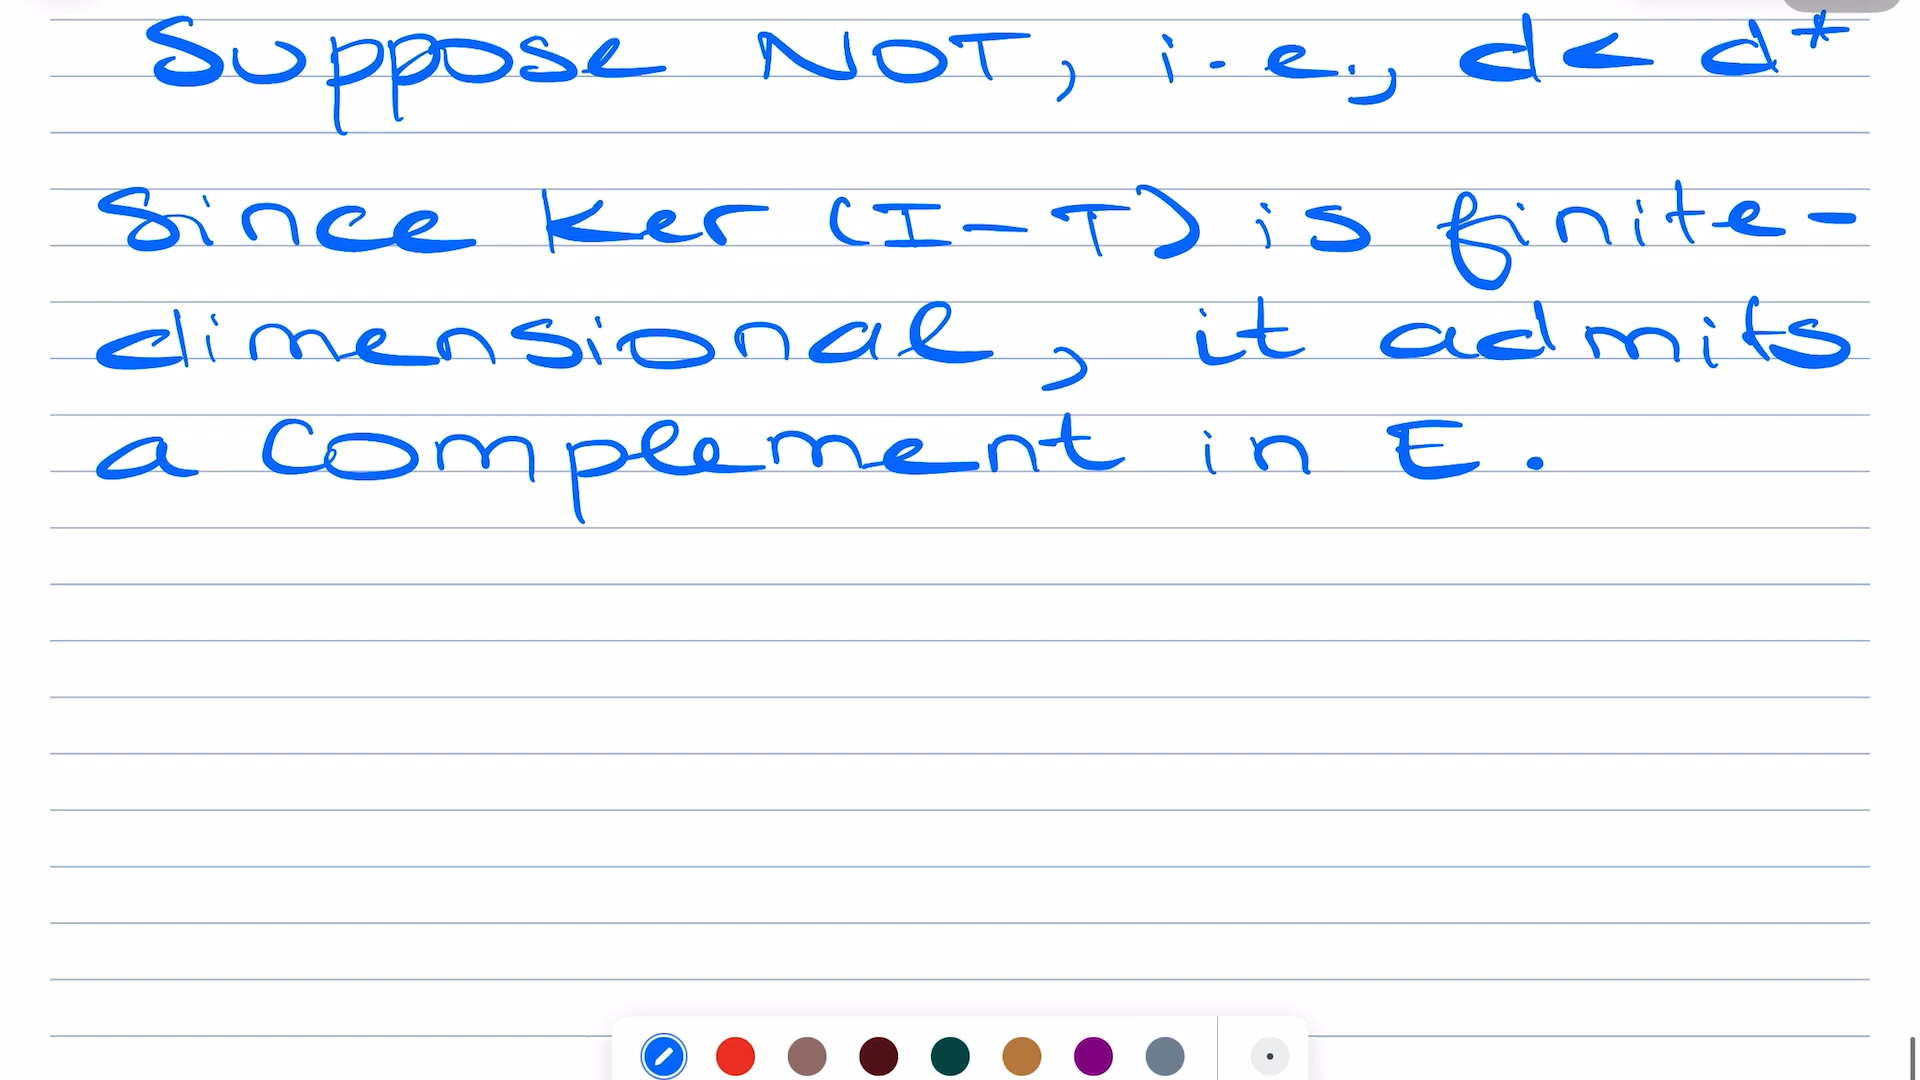 Suppose NOT, i.e., d< d*
Since ker (I-T) is finite-
dimensional, it admits
a complement in E.